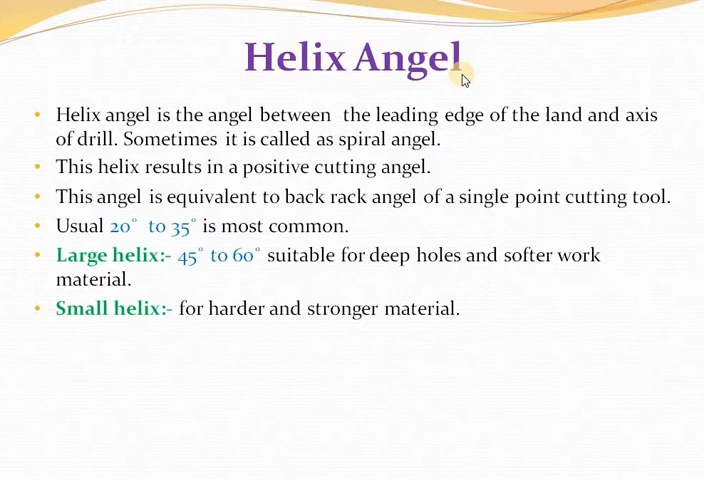 Helix Angel
• Helix angel is the angel between the leading edge of the land and axis
of drill. Sometimes it is called as spiral angel.
• This helix results in a positive cutting angel.
• This angel is equivalent to back rack angel of a single point cutting tool.
• Usual 20° to 35° is most common.
• Large helix:- 45° to 60° suitable for deep holes and softer work
material.
• Small helix:- for harder and stronger material.